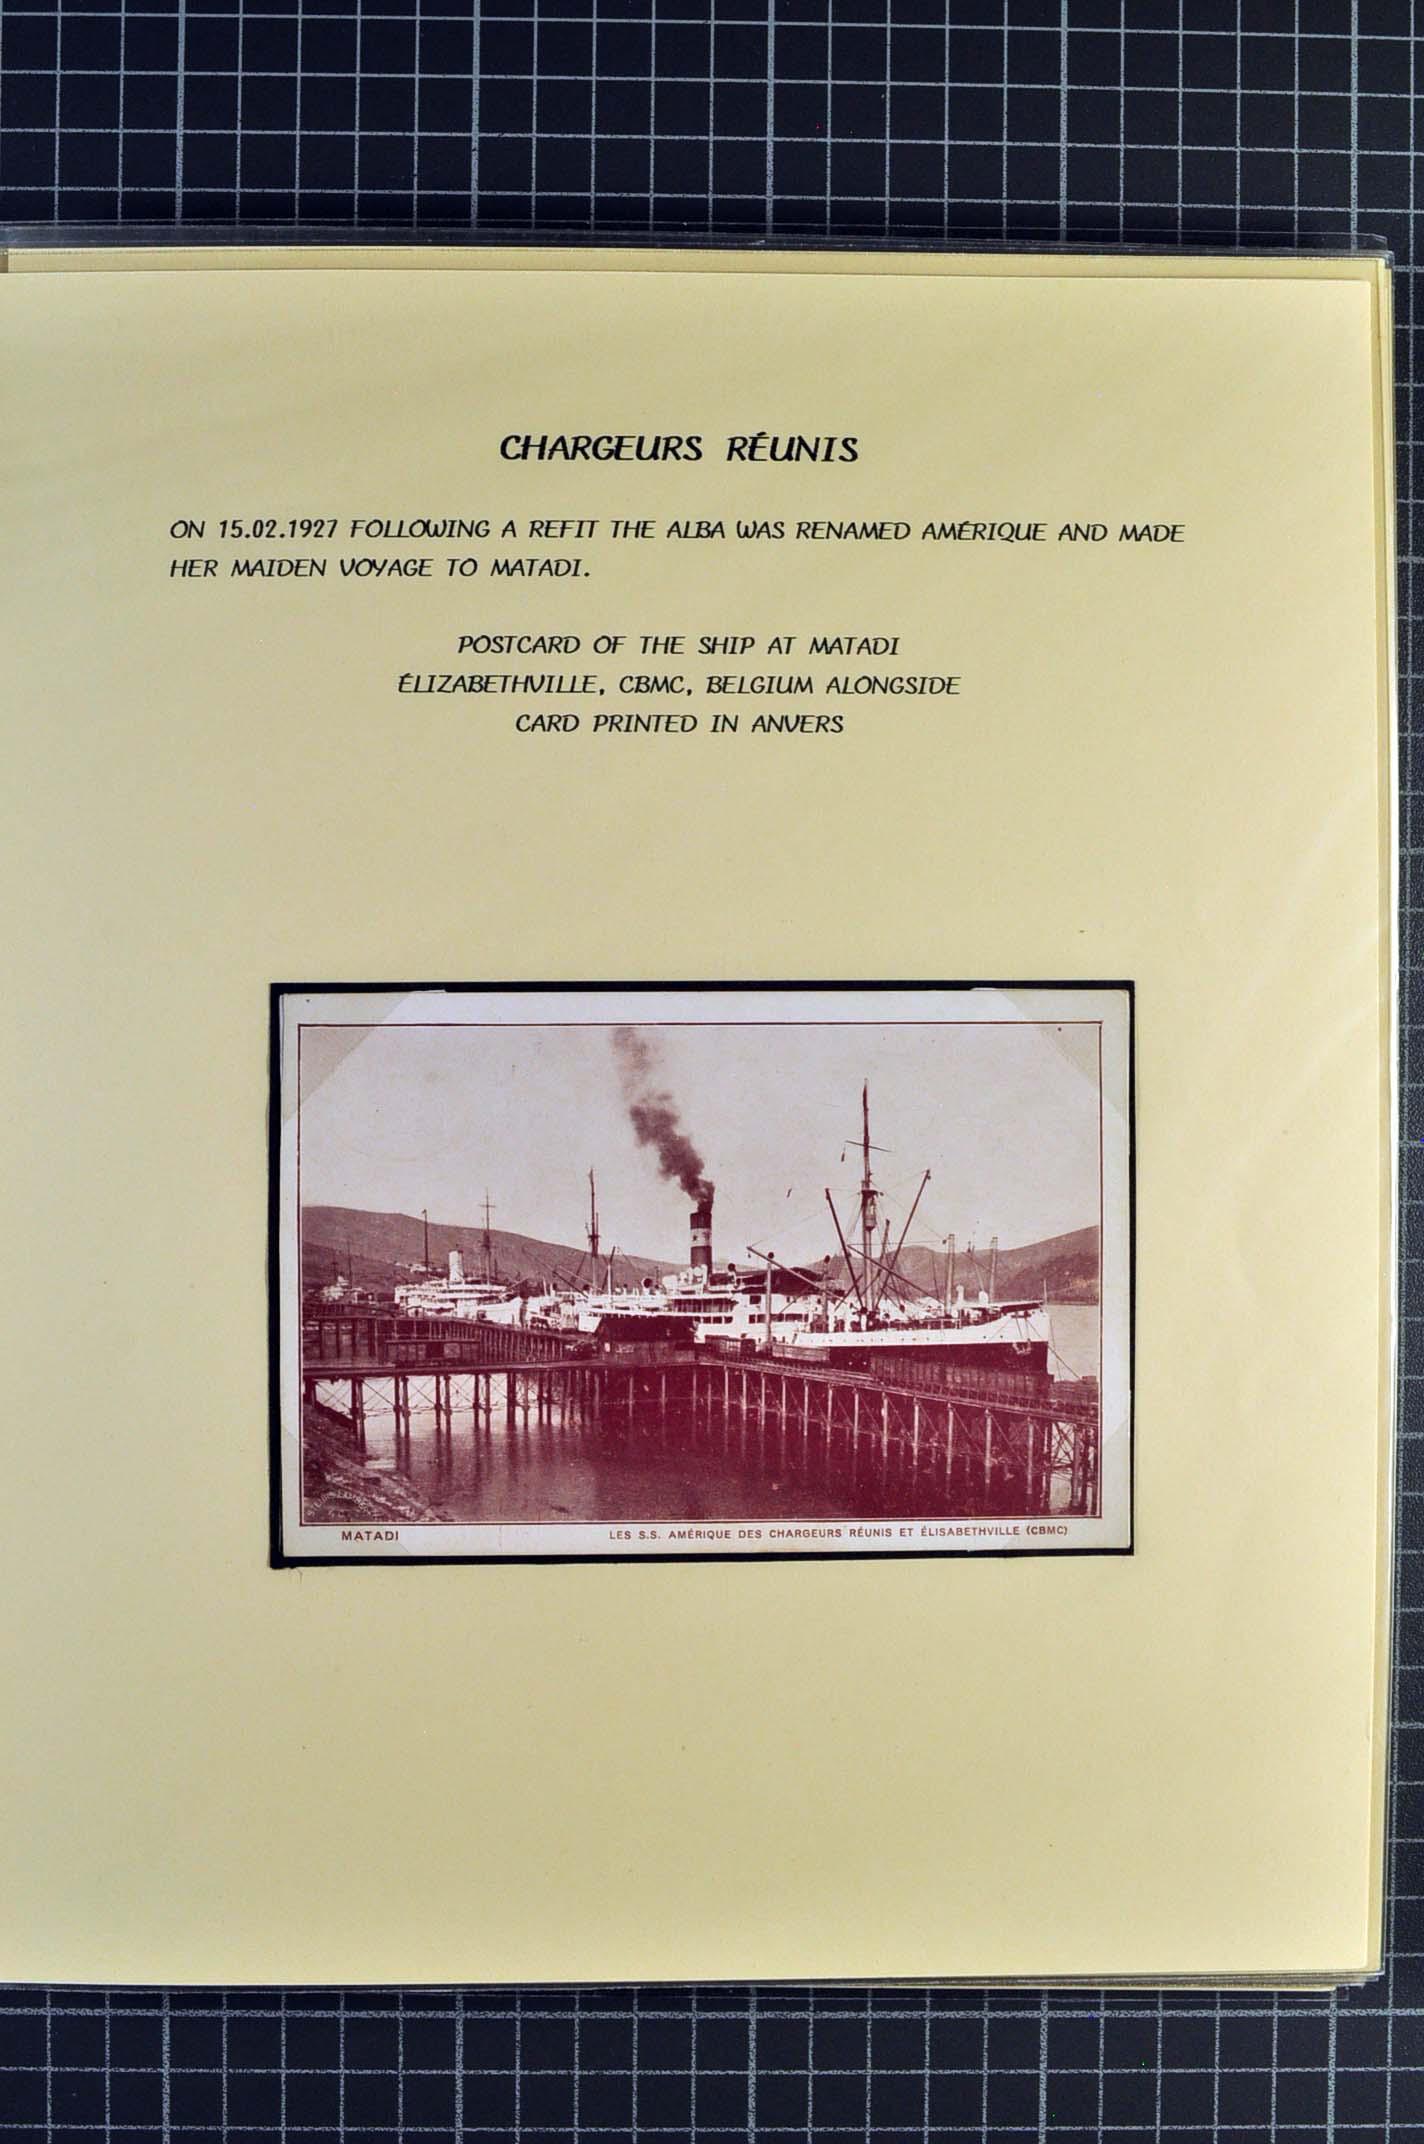 CHARGEURS RÉUNIS
ON 15.02.1927 FOLLOWING A REFIT THE ALBA WAS RENAMED AMÉRIQUE AND MADE
HER MAIDEN VOYAGE TO MATADI.
POSTCARD OF THE SHIP AT MATADI
ÉLIZABETHVILLE, CBMC, BELGIUM ALONGSIDE
CARD PRINTED IN ANVERS
MATADI
LES S.S. AMÉRIQUE DES CHARGEURS RÉUNIS ET ÉLISABETHVILLE (CBMC)